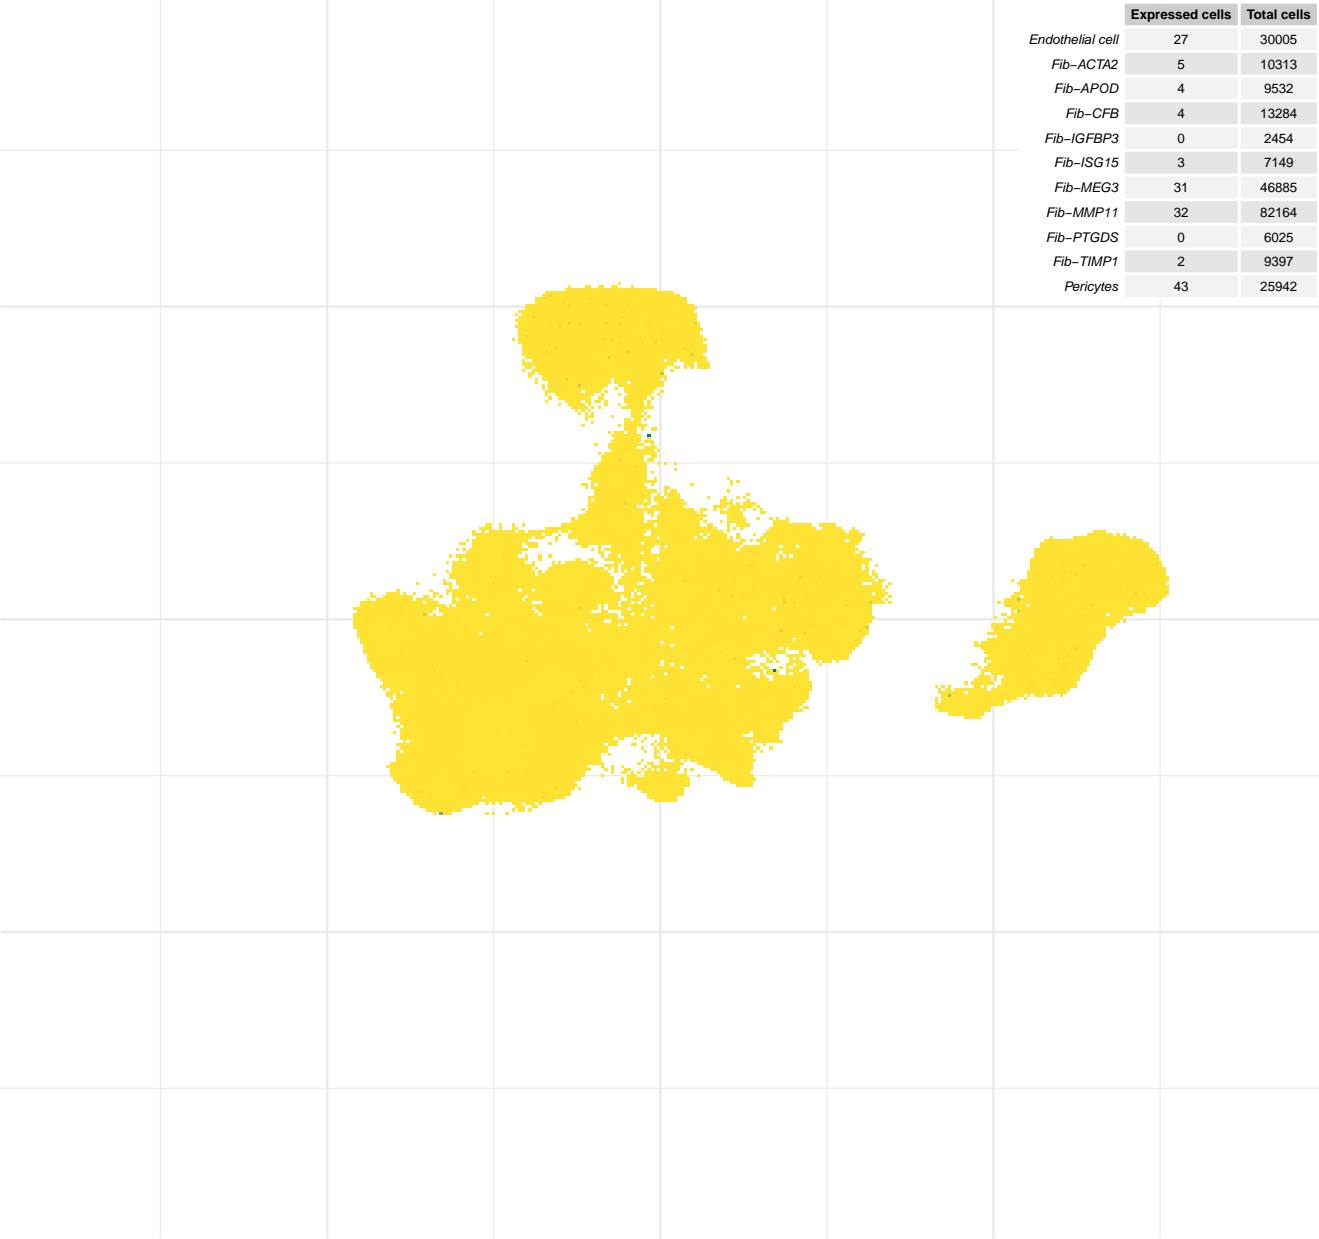 Expressed cells Total cells
Endothelial cell 27 30005
Fib−ACTA2 5 10313
Fib−APOD 4 9532
Fib−CFB 4 13284
Fib−IGFBP3 0 2454
Fib−ISG15 3 7149
Fib−MEG3 31 46885
Fib−MMP11 32 82164
Fib−PTGDS 0 6025
Fib−TIMP1 2 9397
Pericytes 43 25942